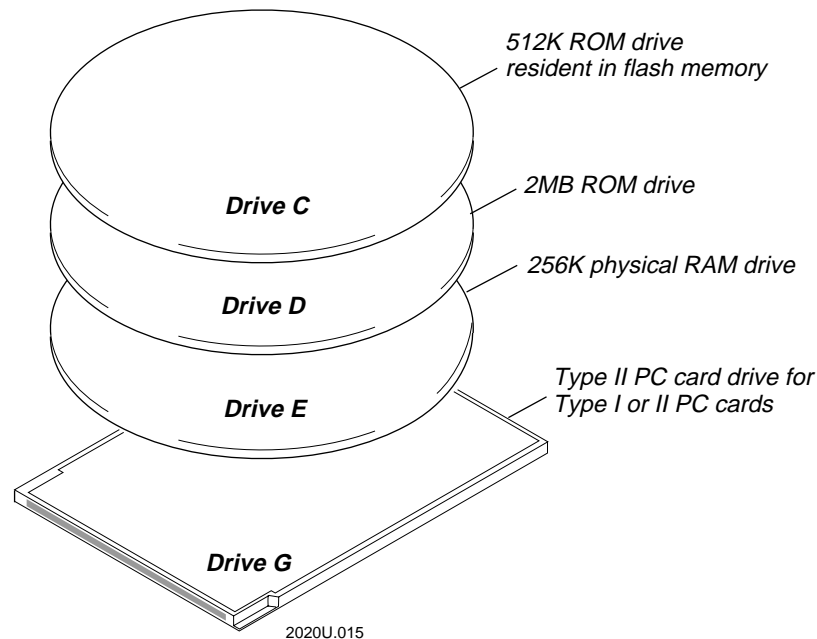 512K ROM drive
resident in flash memory
Drive C
2MB ROM drive
256K physical RAM drive
Drive D
Type II PC card drive for
Type I or II PC cards
Drive E
Drive G
2020U.015